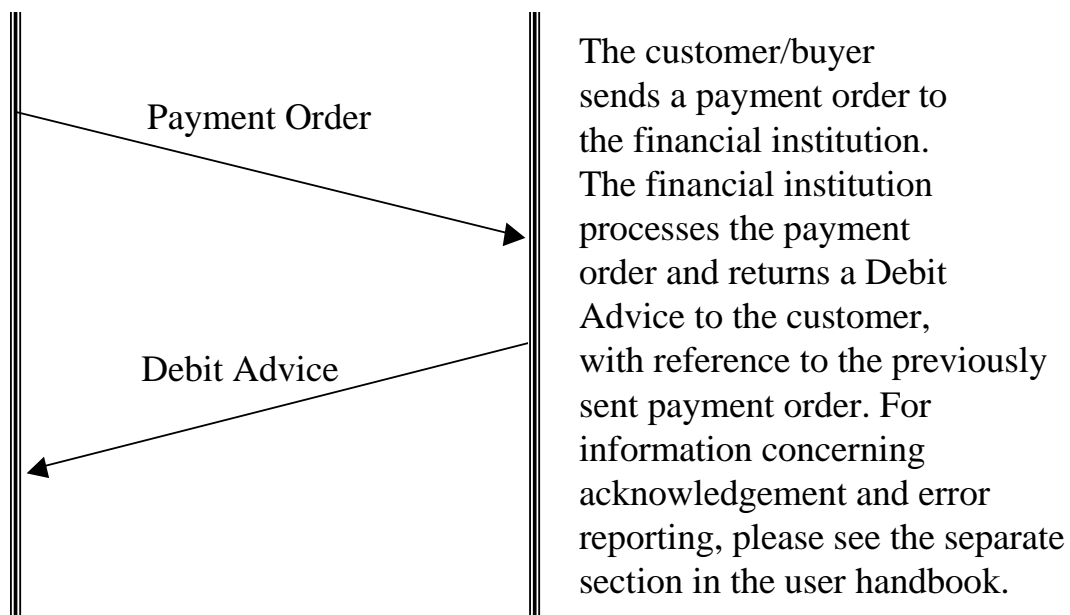 Payment Order
Debit Advice
The customer/buyer
sends a payment order to
the financial institution.
The financial institution
processes the payment
order and returns a Debit
Advice to the customer,
with reference to the previously
sent payment order. For
information concerning
acknowledgement and error
reporting, please see the separate
section in the user handbook.